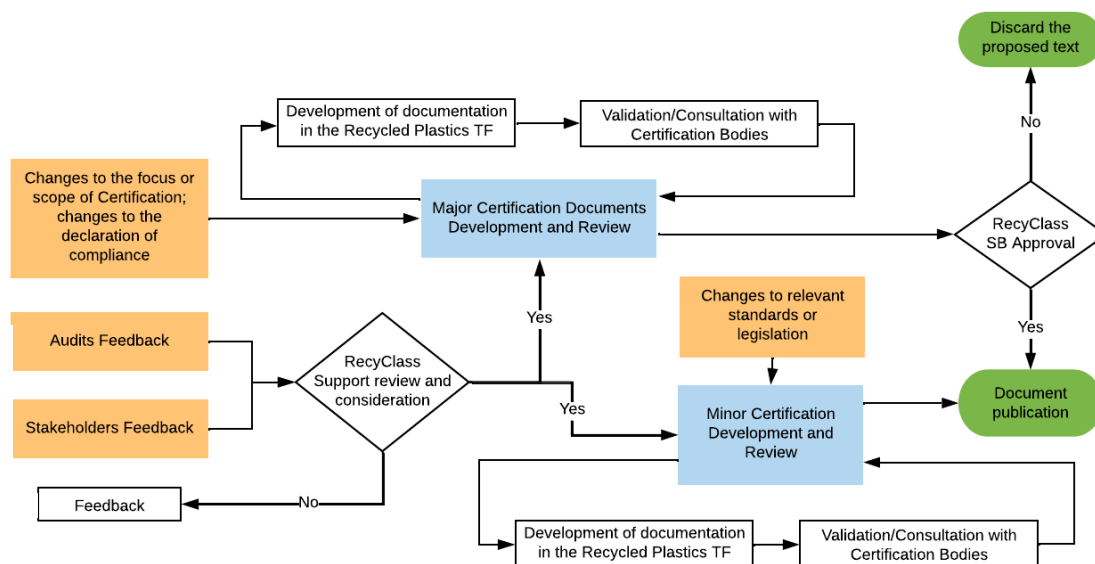 Discard the
proposed text
No
Development of documentation
in the Recycled Plastics TF
Validation/Consultation with
Certification Bodies
Changes to the focus or
scope of Certification;
changes to the
declaration of
compliance
Major Certification Documents
Development and Review
RecyClass
SB Approval
Yes
Changes to relevant
standards or
legislation
Yes
Audits Feedback
RecyClass
Support review and
consideration
Yes
Stakeholders Feedback
Minor Certification
Development and
Review
Document
publication
No
Feedback
Development of documentation
in the Recycled Plastics TF
Validation/Consultation with
Certification Bodies